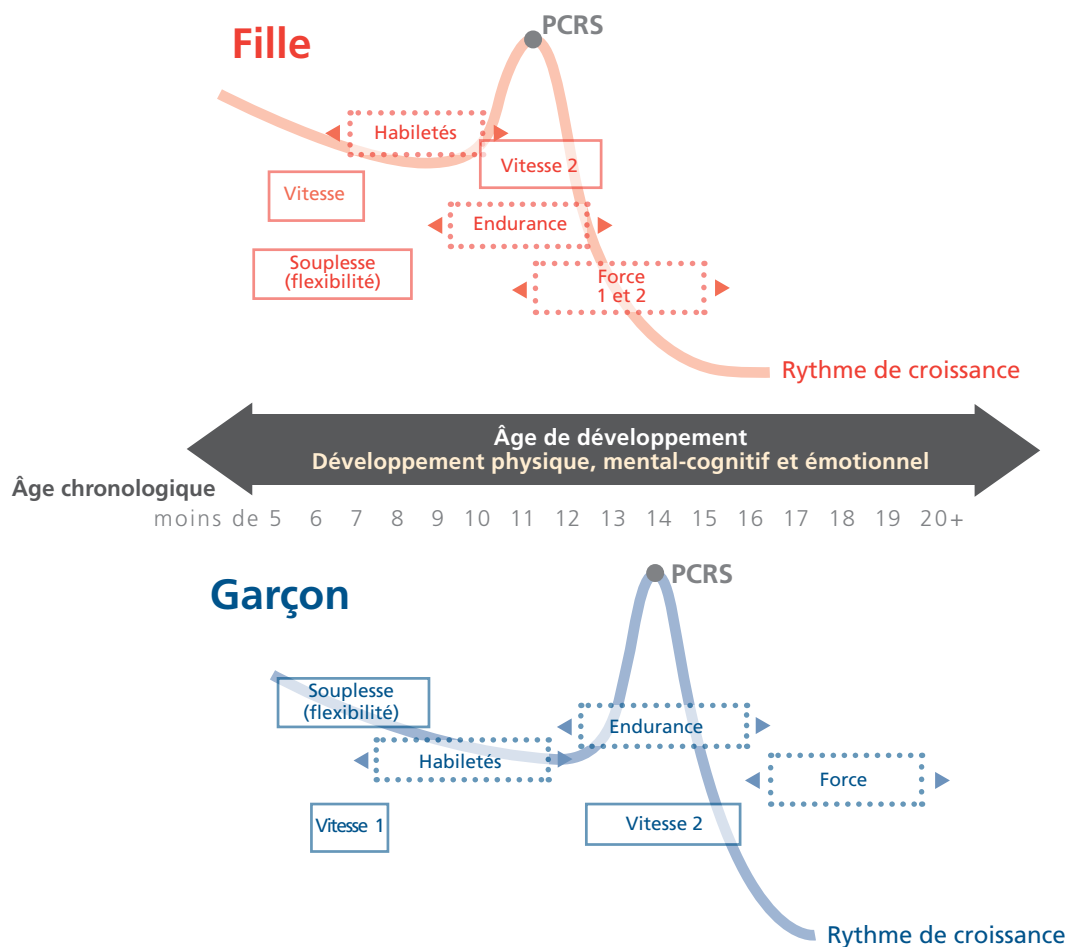 Fille
PCRS
Habiletés
Vitesse 2
Vitesse
Endurance
Souplesse
(flexibilité)
Force
1 et 2
Rythme de croissance
Âge de développement
Développement physique, mental-cognitif et émotionnel
Âge chronologique
moins de 5 6 7 8 9 10 11 12 13 14 15 16 17 18 19 20+
PCRS
Garçon
Souplesse
(flexibilité)
Endurance
Habiletés
Force
Vitesse 1
Vitesse 2
Rythme de croissance